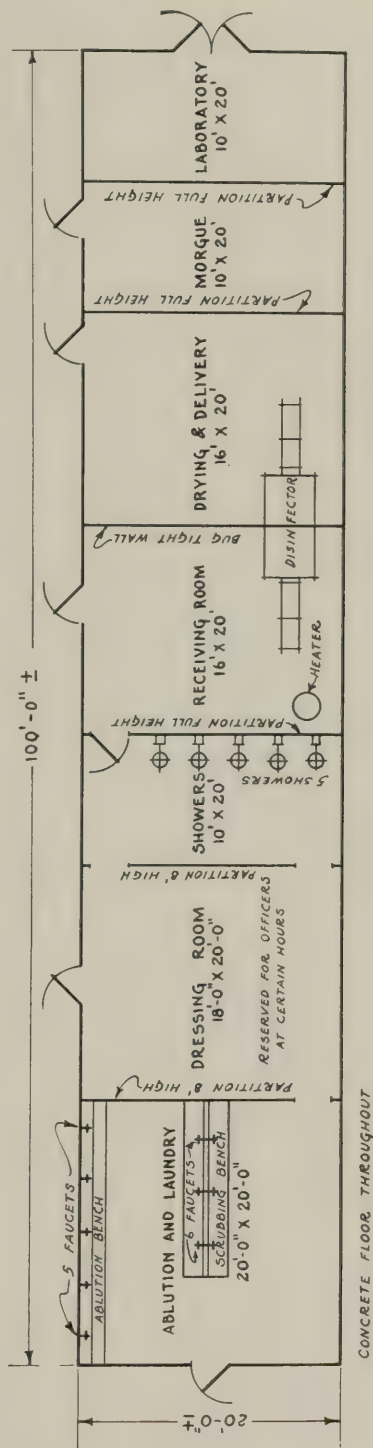 100'-0" ±
20'-0" ±
5 FAUCETS
ABLUTION BENCH
ABLUTION AND LAUNDRY
6 FAUCETS
SCRUBBING BENCH
20'-0" X 20'-0"
PARTITION 8' HIGH
DRESSING ROOM
18'-0" X 20'-0"
RESERVED FOR OFFICERS
AT CERTAIN HOURS
PARTITION 8' HIGH
SHOWERS
10' X 20'
5 SHOWERS
PARTITION FULL HEIGHT
HEATER
RECEIVING ROOM
16' X 20'
BUG TIGHT WALL
DISINFECTOR
DRYING & DELIVERY
16' X 20'
PARTITION FULL HEIGHT
MORGUE
10' X 20'
PARTITION FULL HEIGHT
LABORATORY
10' X 20'
CONCRETE FLOOR THROUGHOUT